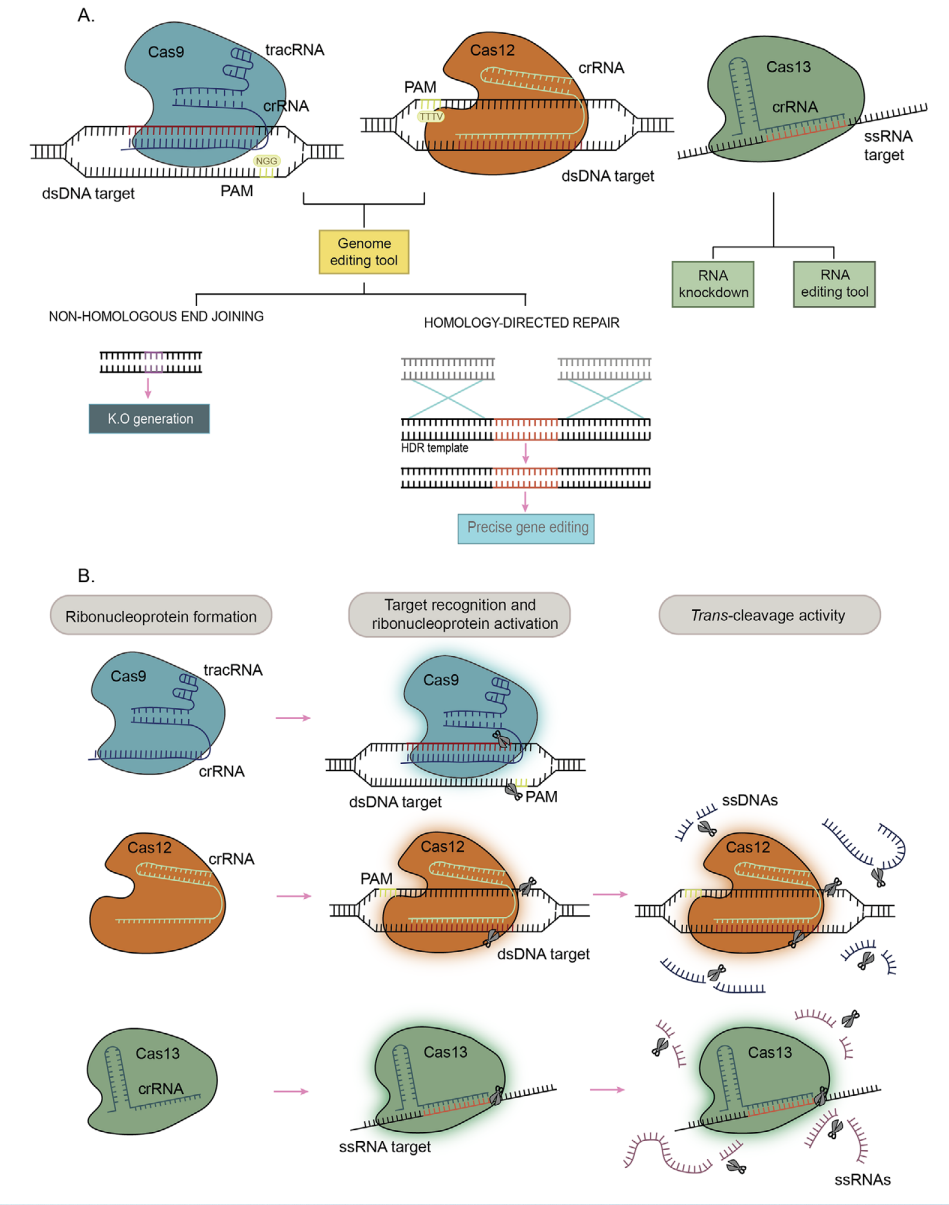 A.
Cas9
tracRNA
crRNA
NGG
dsDNA target
PAM
Cas12
crRNA
PAM
TTTV
dsDNA target
Cas13
crRNA
ssRNA
target
Genome
editing tool
RNA
knockdown
RNA
editing tool
NON-HOMOLOGOUS END JOINING
HOMOLOGY-DIRECTED REPAIR
K.O generation
HDR template
Precise gene editing
B.
Ribonucleoprotein formation
Target recognition and
ribonucleoprotein activation
Trans-cleavage activity
Cas9
tracRNA
crRNA
Cas9
dsDNA target
PAM
Cas12
crRNA
PAM
Cas12
dsDNA target
ssDNAs
Cas12
Cas13
crRNA
Cas13
ssRNA target
Cas13
ssRNAs